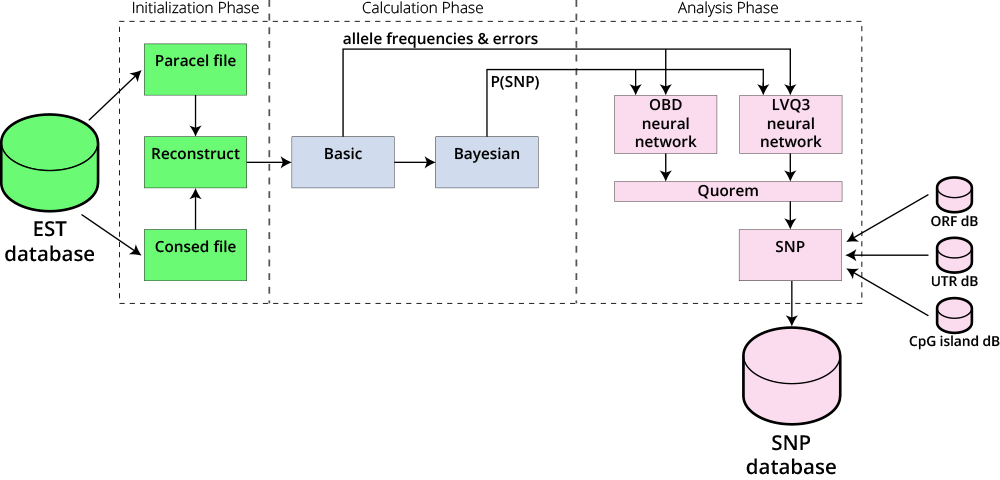 Initialization Phase
Calculation Phase
Analysis Phase
allele frequencies & errors
P(SNP)
Paracel file
Reconstruct
Consed file
EST
database
Basic
Bayesian
OBD
neural
network
LVQ3
neural
network
Quorem
SNP
ORF dB
UTR dB
CpG island dB
SNP
database